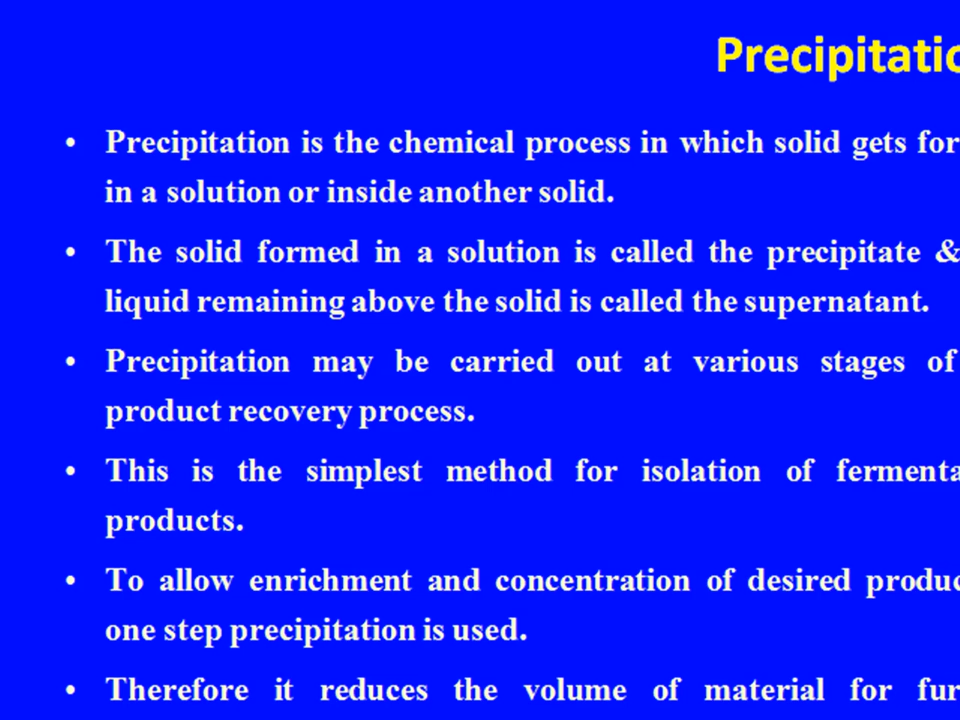 Precipitatio
• Precipitation is the chemical process in which solid gets for
in a solution or inside another solid.
• The solid formed in a solution is called the precipitate &
liquid remaining above the solid is called the supernatant.
• Precipitation may be carried out at various stages of
product recovery process.
• This is the simplest method for isolation of fermenta
products.
• To allow enrichment and concentration of desired produc
one step precipitation is used.
• Therefore it reduces the volume of material for fur